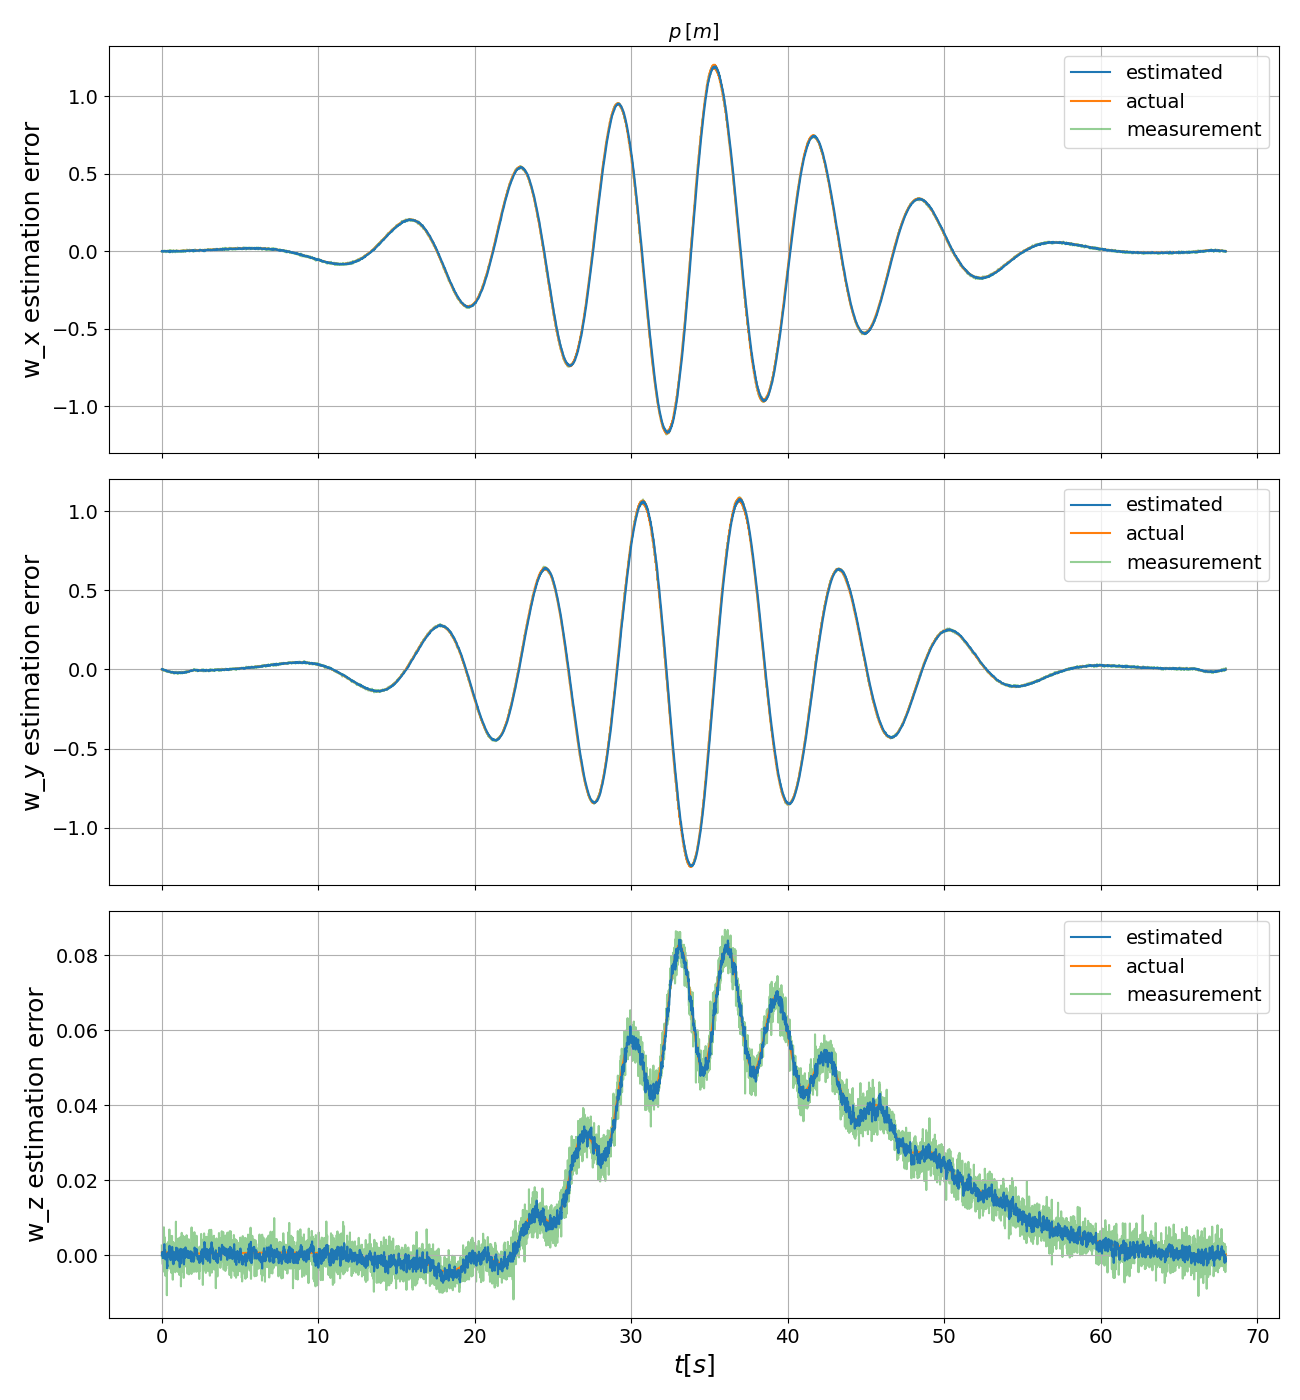 p [m]
w_x estimation error
1.0
0.5
0.0
−0.5
−1.0
estimated
actual
measurement
w_y estimation error
1.0
0.5
0.0
−0.5
−1.0
estimated
actual
measurement
w_z estimation error
0.08
0.06
0.04
0.02
0.00
estimated
actual
measurement
0 10 20 30 40 50 60 70
t[s]